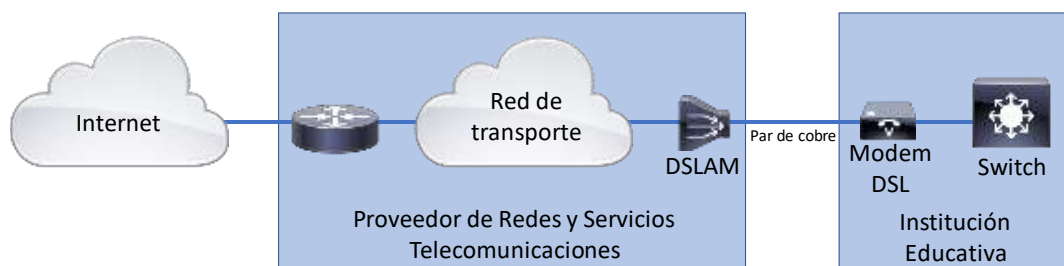 Internet
Red de
transporte
DSLAM
Par de cobre
Modem
DSL
Switch
Proveedor de Redes y Servicios
Telecomunicaciones
Institución
Educativa